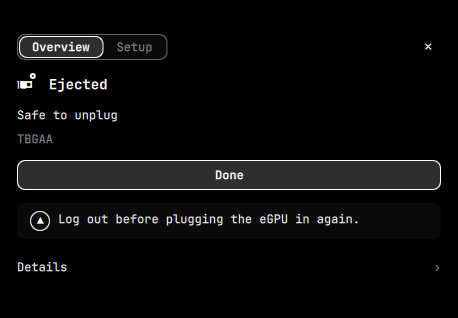 Overview Setup ×
Ejected
Safe to unplug
TBGAA
Done
Log out before plugging the eGPU in again.
Details ›